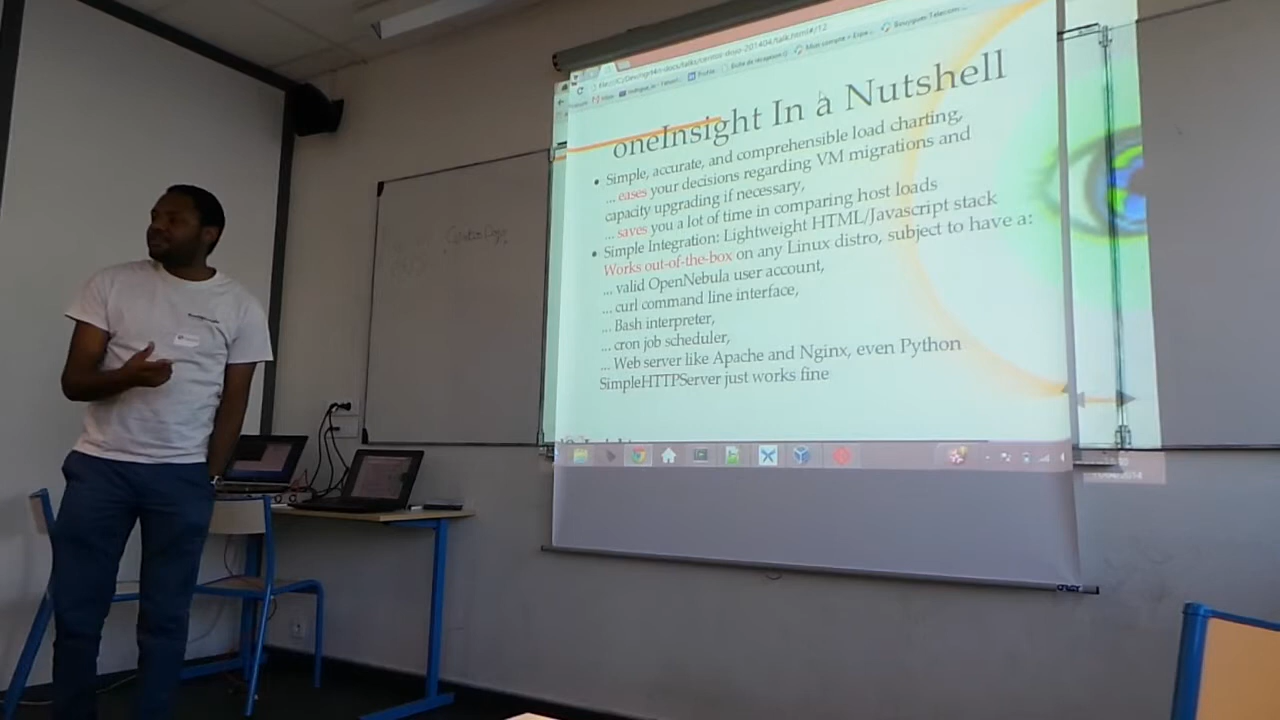 oneInsight In a Nutshell
• Simple, accurate, and comprehensible load charting,
... eases your decisions regarding VM migrations and
capacity upgrading if necessary,
... saves you a lot of time in comparing host loads
• Simple Integration: Lightweight HTML/Javascript stack
Works out-of-the-box on any Linux distro, subject to have a:
... valid OpenNebula user account,
... curl command line interface,
... Bash interpreter,
... cron job scheduler,
... Web server like Apache and Nginx, even Python
SimpleHTTPServer just works fine